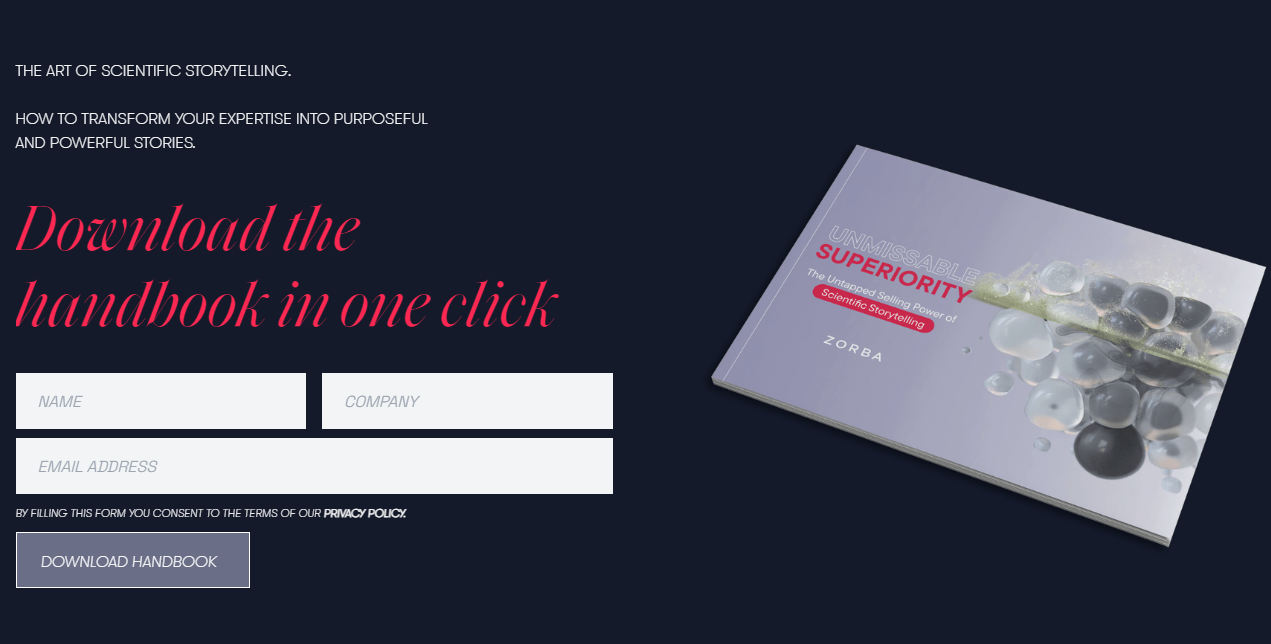 THE ART OF SCIENTIFIC STORYTELLING.
HOW TO TRANSFORM YOUR EXPERTISE INTO PURPOSEFUL
AND POWERFUL STORIES.
Download the
handbook in one click
NAME
COMPANY
EMAIL ADDRESS
BY FILLING THIS FORM YOU CONSENT TO THE TERMS OF OUR PRIVACY POLICY.
DOWNLOAD HANDBOOK
UNMISSABLE
SUPERIORITY
The Untapped Selling Power of
Scientific Storytelling
ZORBA